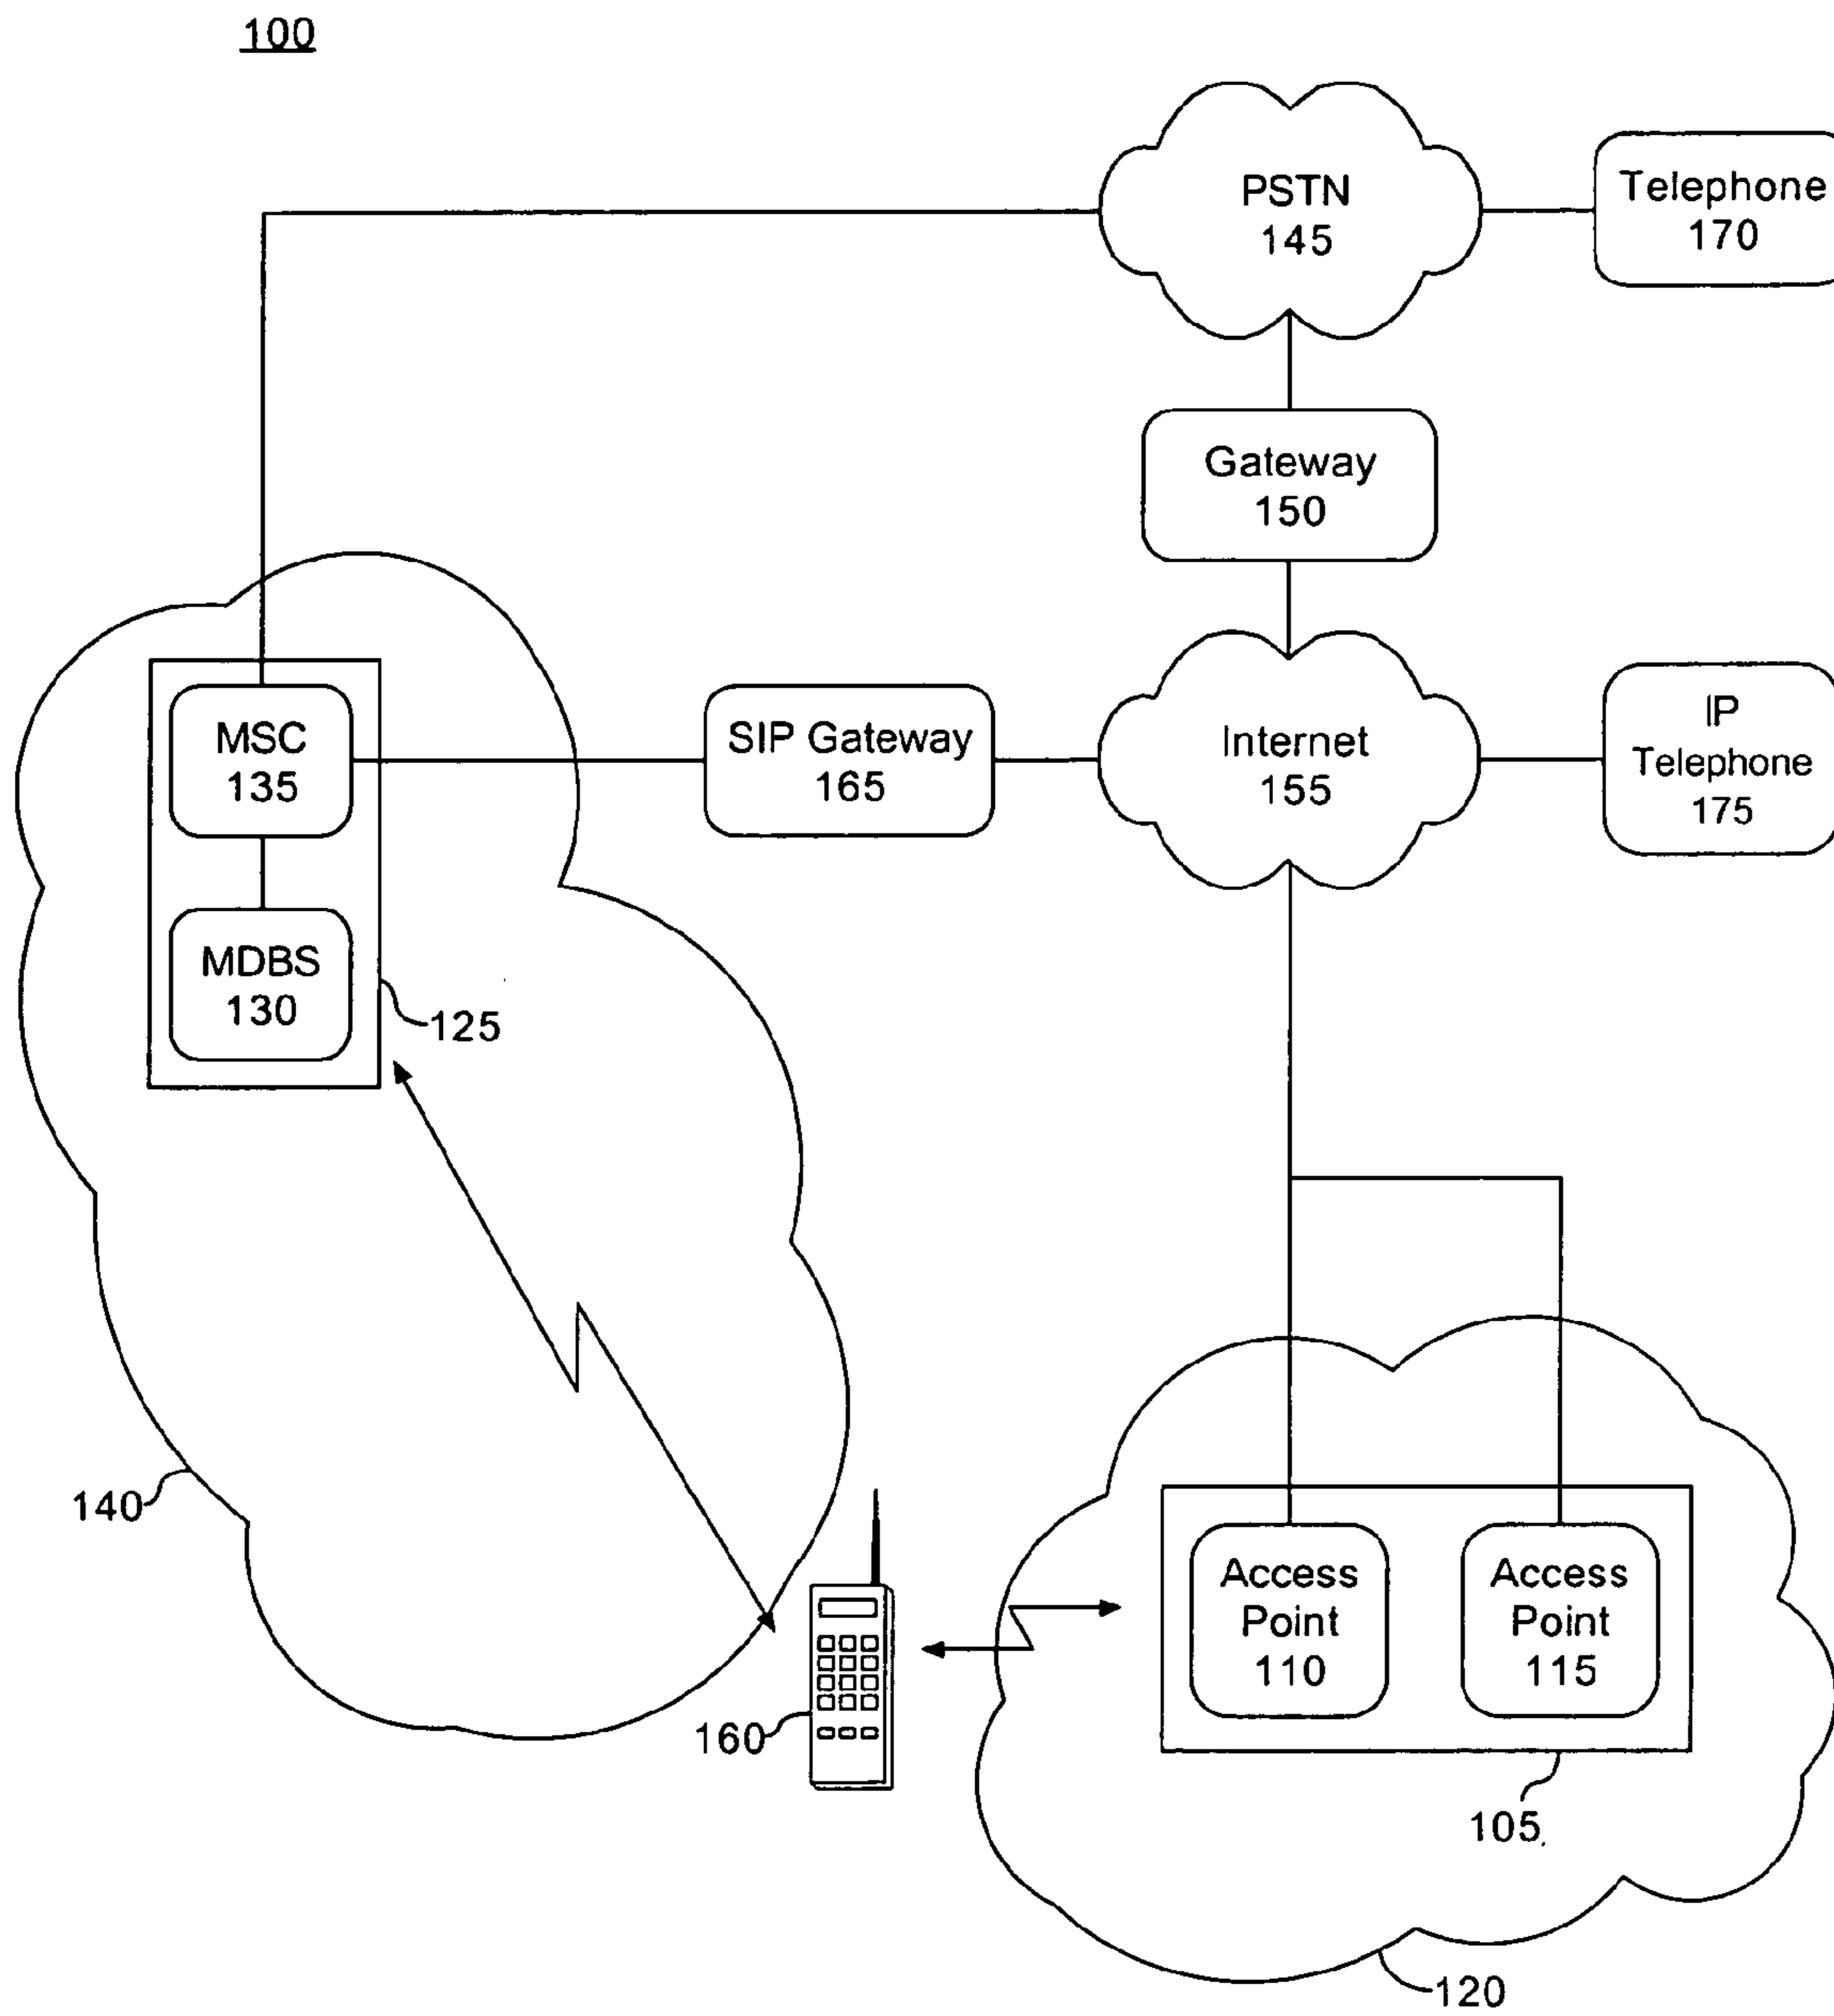 100
PSTN
145
Telephone
170
Gateway
150
MSC
135
SIP Gateway
165
Internet
155
IP
Telephone
175
MDBS
130
125
140
160
Access
Point
110
Access
Point
115
105
120